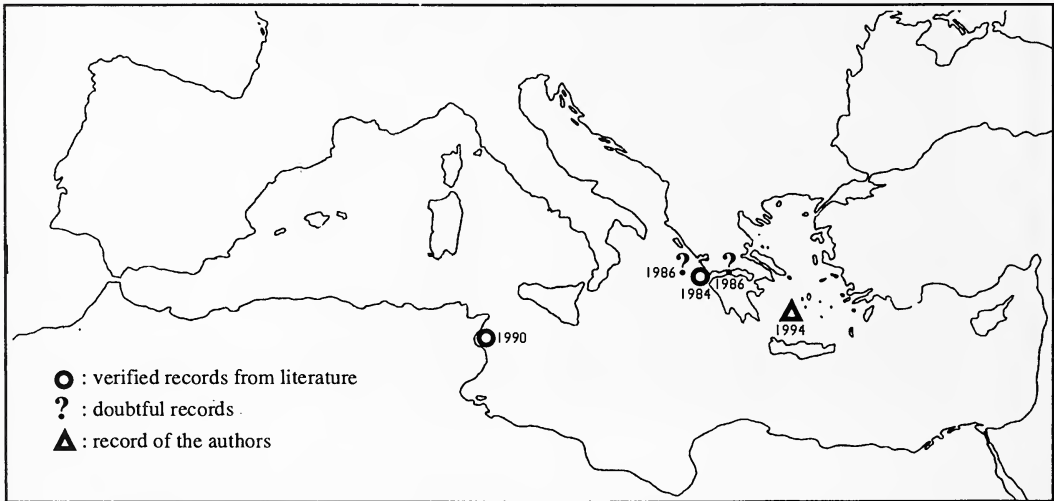 1986 ?
?
1984
1986
1994
1990
: verified records from literature
? : doubtful records
: record of the authors